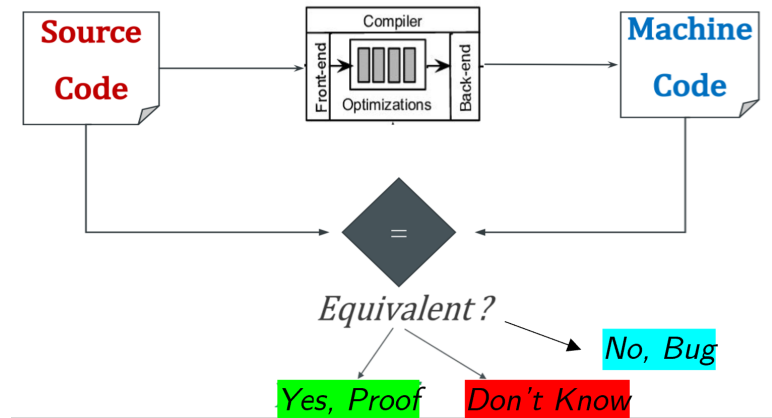 Source
Code
Compiler
Front-end
Optimizations
Back-end
Machine
Code
=
Equivalent ?
No, Bug
Yes, Proof
Don't Know